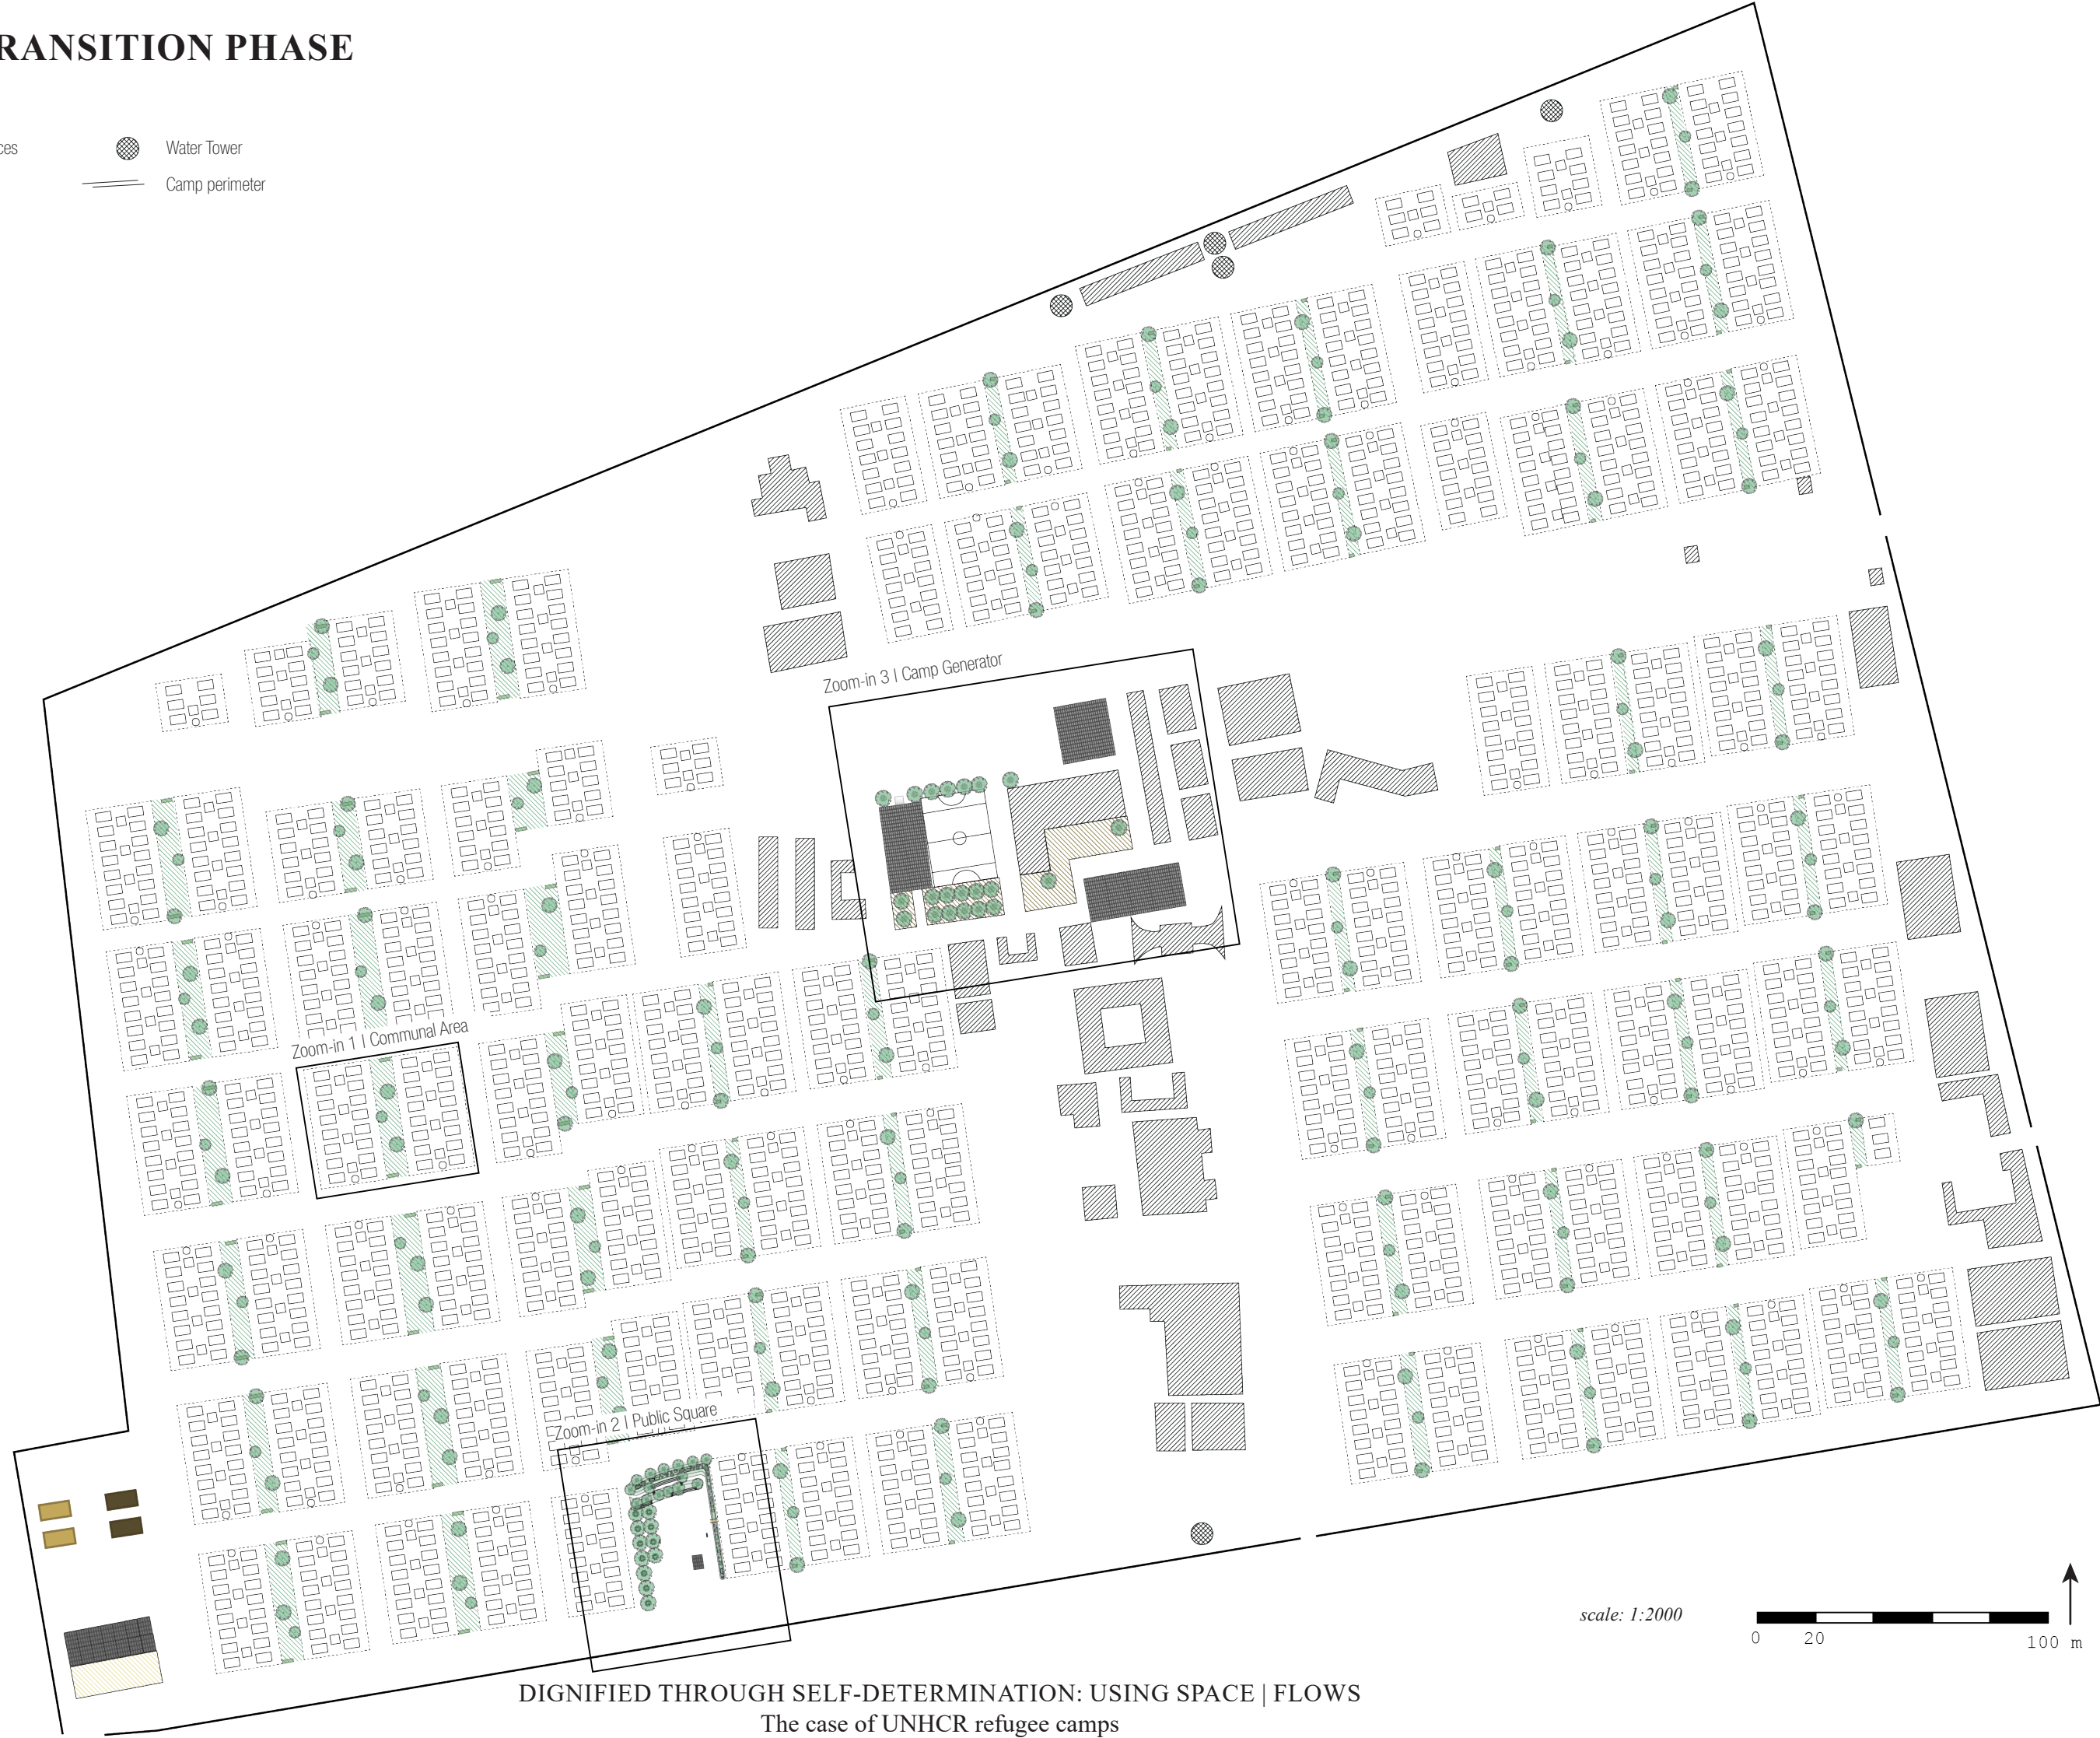 RANSITION PHASE
ces
Water Tower
Camp perimeter
Zoom-in 3 | Camp Generator
Zoom-in 1 | Communal Area
Zoom-in 2 | Public Square
scale: 1:2000
0 20 100 m
DIGNIFIED THROUGH SELF-DETERMINATION: USING SPACE | FLOWS
The case of UNHCR refugee camps